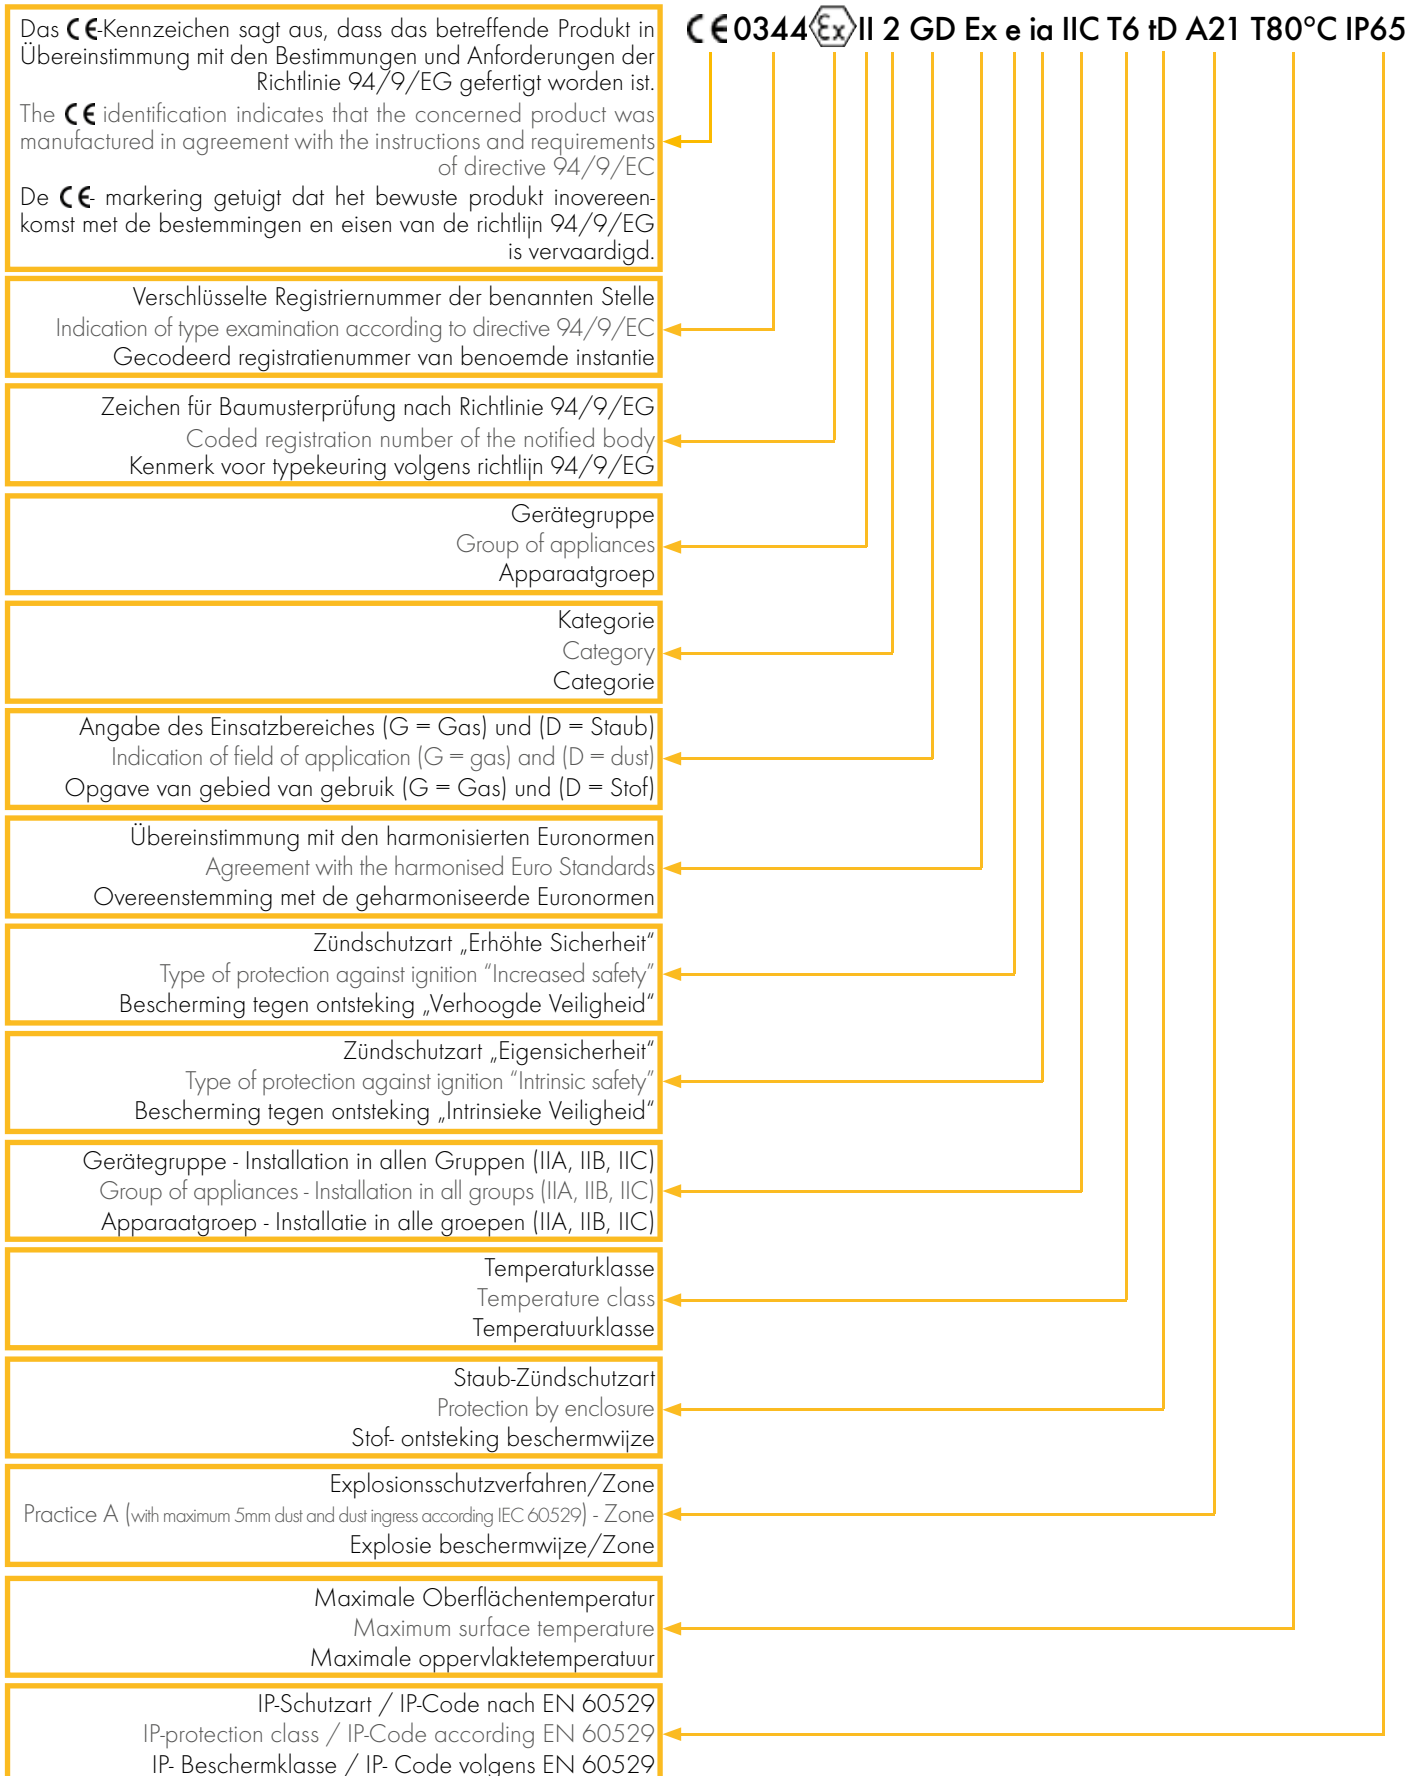 Das CE-Kennzeichen sagt aus, dass das betreffende Produkt in
Übereinstimmung mit den Bestimmungen und Anforderungen der
Richtlinie 94/9/EG gefertigt worden ist.
The CE identification indicates that the concerned product was
manufactured in agreement with the instructions and requirements
of directive 94/9/EC
De CE- markering getuigt dat het bewuste produkt inovereen-
komst met de bestemmingen en eisen van de richtlijn 94/9/EG
is vervaardigd.
CE 0344 Ex II 2 GD Ex e ia IIC T6 tD A21 T80°C IP65
Verschlüsselte Registriernummer der benannten Stelle
Indication of type examination according to directive 94/9/EC
Gecodeerd registratienummer van benoemde instantie
Zeichen für Baumusterprüfung nach Richtlinie 94/9/EG
Coded registration number of the notified body
Kenmerk voor typekeuring volgens richtlijn 94/9/EG
Gerätegruppe
Group of appliances
Apparaatgroep
Kategorie
Category
Categorie
Angabe des Einsatzbereiches (G = Gas) und (D = Staub)
Indication of field of application (G = gas) and (D = dust)
Opgave van gebied van gebruik (G = Gas) und (D = Stof)
Übereinstimmung mit den harmonisierten Euronormen
Agreement with the harmonised Euro Standards
Overeenstemming met de geharmoniseerde Euronormen
Zündschutzart „Erhöhte Sicherheit“
Type of protection against ignition “Increased safety”
Bescherming tegen ontsteking „Verhoogde Veiligheid“
Zündschutzart „Eigensicherheit“
Type of protection against ignition “Intrinsic safety”
Bescherming tegen ontsteking „Intrinsieke Veiligheid“
Gerätegruppe - Installation in allen Gruppen (IIA, IIB, IIC)
Group of appliances - Installation in all groups (IIA, IIB, IIC)
Apparaatgroep - Installatie in alle groepen (IIA, IIB, IIC)
Temperaturklasse
Temperature class
Temperatuurklasse
Staub-Zündschutzart
Protection by enclosure
Stof- ontsteking beschermwijze
Explosionsschutzverfahren/Zone
Practice A (with maximum 5mm dust and dust ingress according IEC 60529) - Zone
Explosie beschermwijze/Zone
Maximale Oberflächentemperatur
Maximum surface temperature
Maximale oppervlaktetemperatuur
IP-Schutzart / IP-Code nach EN 60529
IP-protection class / IP-Code according EN 60529
IP- Beschermklasse / IP- Code volgens EN 60529